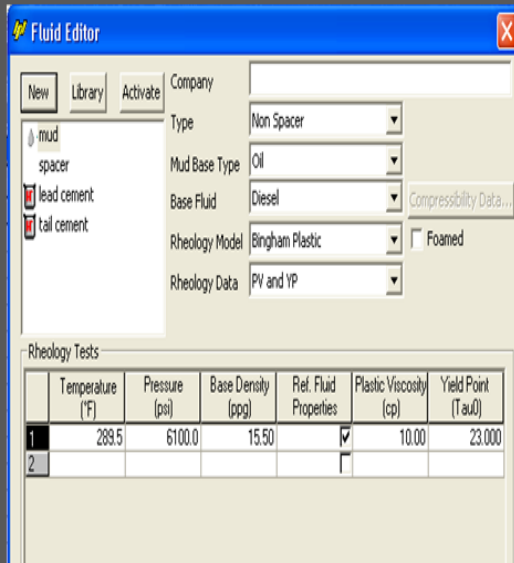 Fluid Editor
New Library Activate
Company
mud
spacer
lead cement
tail cement
Type Non Spacer
Mud Base Type Oil
Base Fluid Diesel Compressibility Data...
Rheology Model Bingham Plastic Foamed
Rheology Data PV and YP
Rheology Tests
Temperature (°F) Pressure (psi) Base Density (ppg) Ref. Fluid Properties Plastic Viscosity (cp) Yield Point (Tau0)
1 289.5 6100.0 15.50 10.00 23.000
2